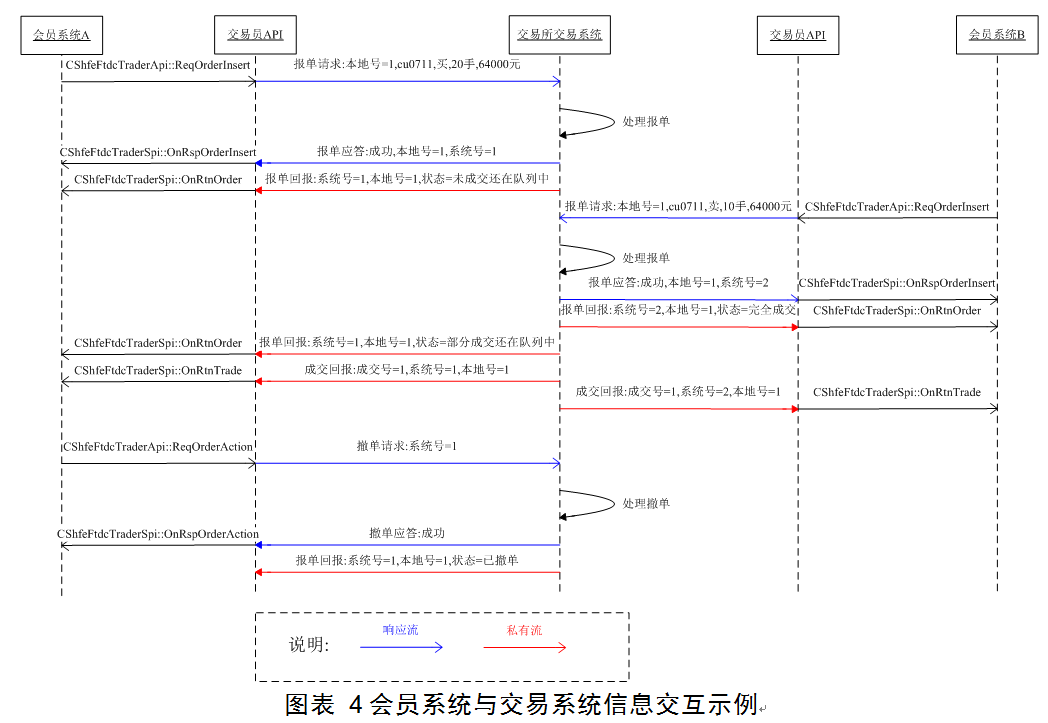 会员系统A
交易员API
交易所交易系统
交易员API
会员系统B
CShfeFtdcTraderApi::ReqOrderInsert
报单请求:本地号=1,cu0711,买,20手,64000元
处理报单
CShfeFtdcTraderSpi::OnRspOrderInsert
报单应答:成功,本地号=1,系统号=1
CShfeFtdcTraderSpi::OnRtnOrder
报单回报:系统号=1,本地号=1,状态=未成交还在队列中
报单请求:本地号=1,cu0711,卖,10手,64000元
CShfeFtdcTraderApi::ReqOrderInsert
处理报单
报单应答:成功,本地号=1,系统号=2
CShfeFtdcTraderSpi::OnRspOrderInsert
报单回报:系统号=2,本地号=1,状态=完全成交
CShfeFtdcTraderSpi::OnRtnOrder
CShfeFtdcTraderSpi::OnRtnOrder
报单回报:系统号=1,本地号=1,状态=部分成交还在队列中
CShfeFtdcTraderSpi::OnRtnTrade
成交回报:成交号=1,系统号=1,本地号=1
成交回报:成交号=1,系统号=2,本地号=1
CShfeFtdcTraderSpi::OnRtnTrade
CShfeFtdcTraderApi::ReqOrderAction
撤单请求:系统号=1
处理撤单
CShfeFtdcTraderSpi::OnRspOrderAction
撤单应答:成功
报单回报:系统号=1,本地号=1,状态=已撤单
说明:
响应流
私有流
图表 4 会员系统与交易系统信息交互示例